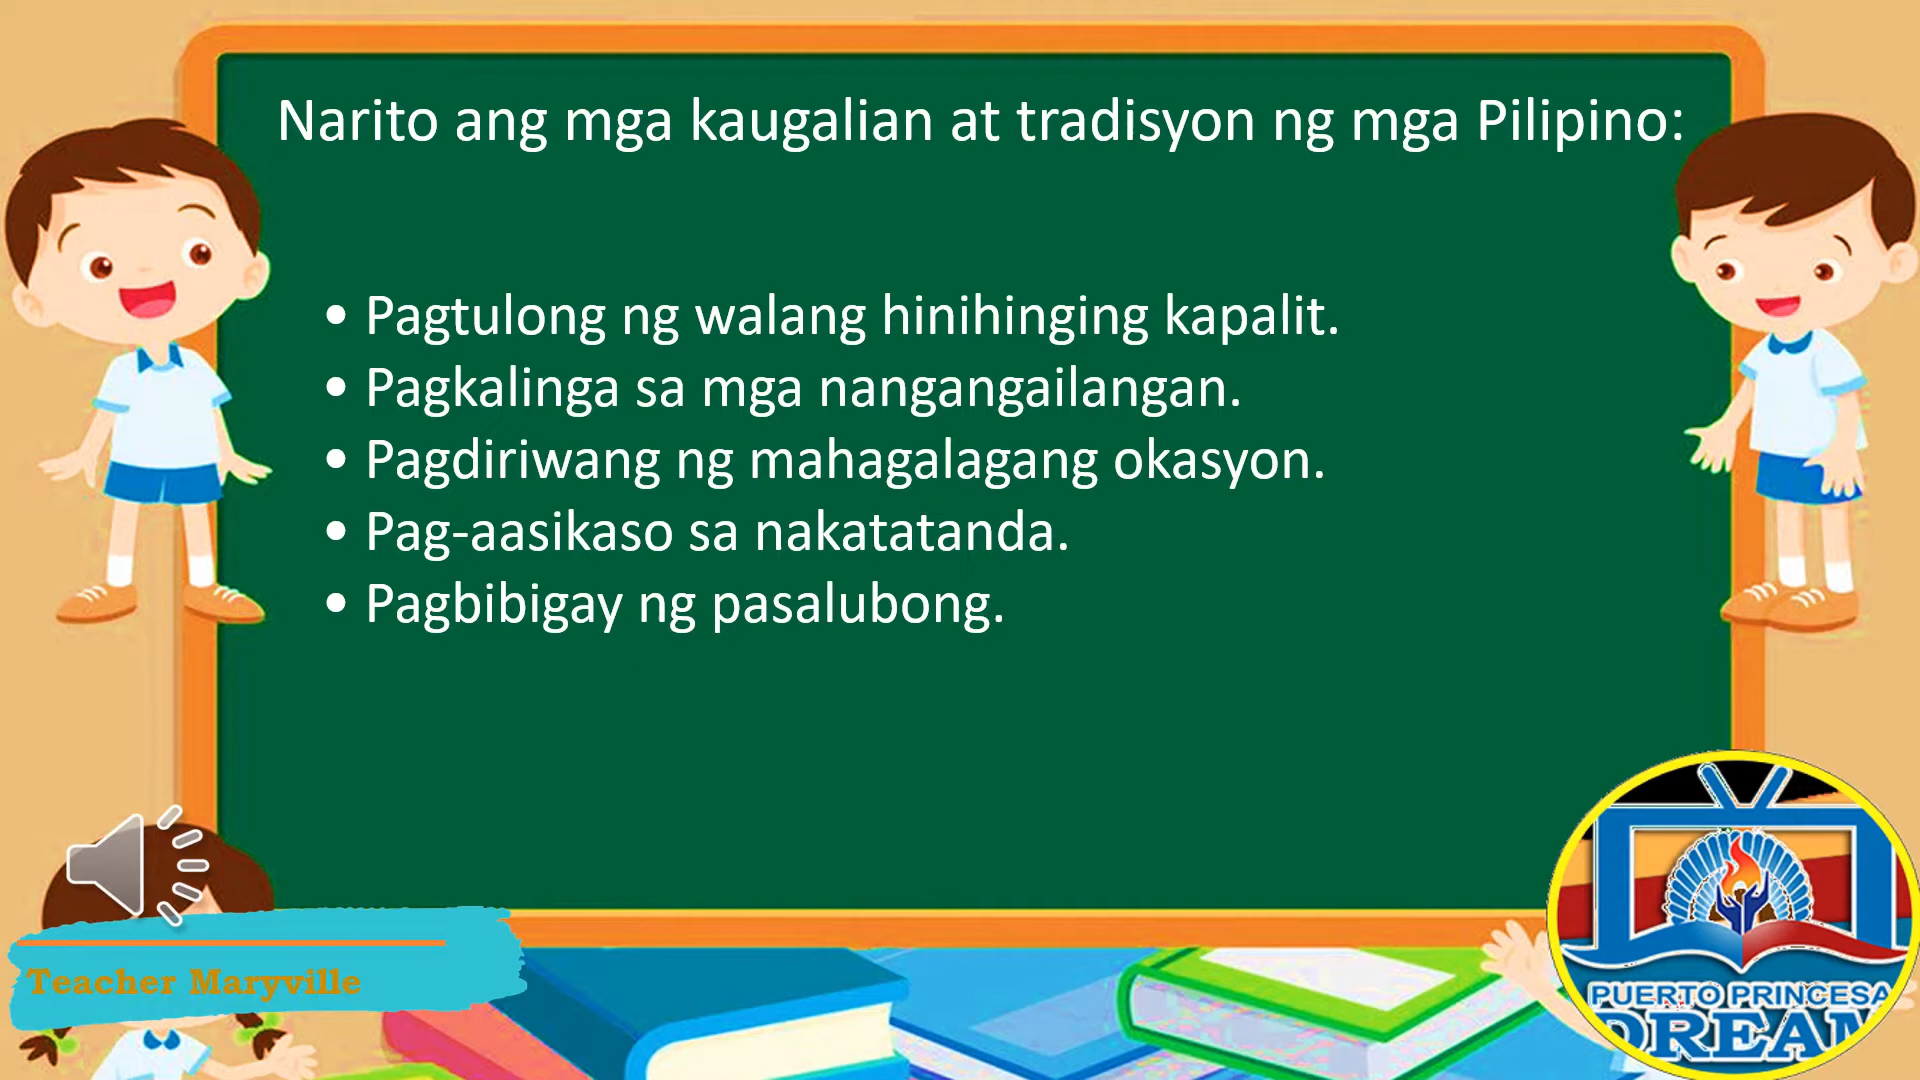 Narito ang mga kaugalian at tradisyon ng mga Pilipino:
• Pagtulong ng walang hinihinging kapalit.
• Pagkalinga sa mga nangangailangan.
• Pagdiriwang ng mahagalagang okasyon.
• Pag-aasikaso sa nakatatanda.
• Pagbibigay ng pasalubong.
Teacher Maryville
PUERTO PRINCESA
DREAM